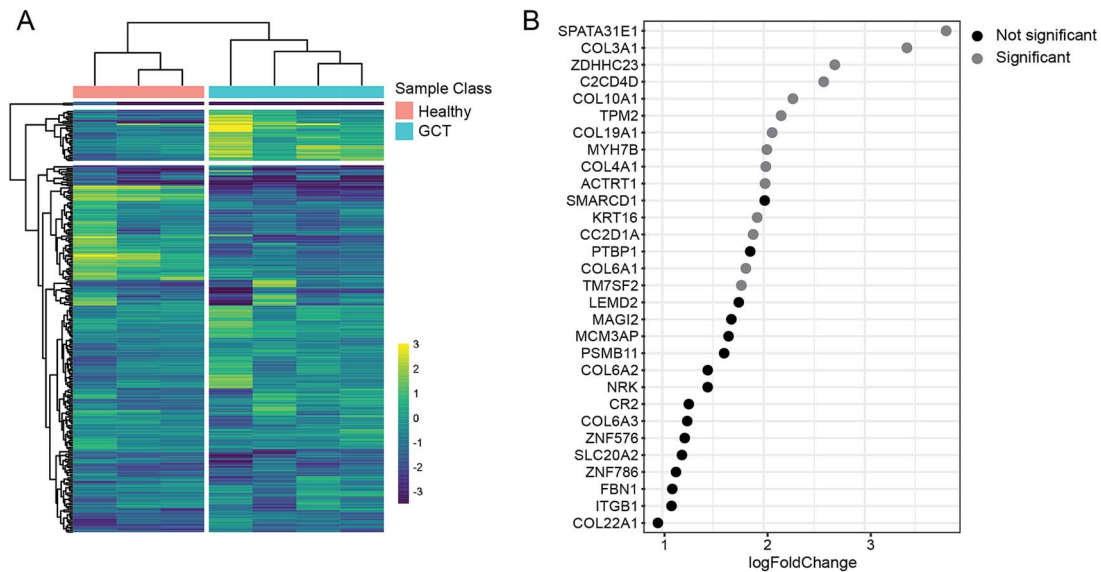 A
Sample Class
Healthy
GCT
3
2
1
0
-1
-2
-3
B
SPATA31E1
COL3A1
ZDHHC23
C2CD4D
COL10A1
TPM2
COL19A1
MYH7B
COL4A1
ACTRT1
SMARCD1
KRT16
CC2D1A
PTBP1
COL6A1
TM7SF2
LEMD2
MAGI2
MCM3AP
PSMB11
COL6A2
NRK
CR2
COL6A3
ZNF576
SLC20A2
ZNF786
FBN1
ITGB1
COL22A1
1 2 3
logFoldChange
Not significant
Significant